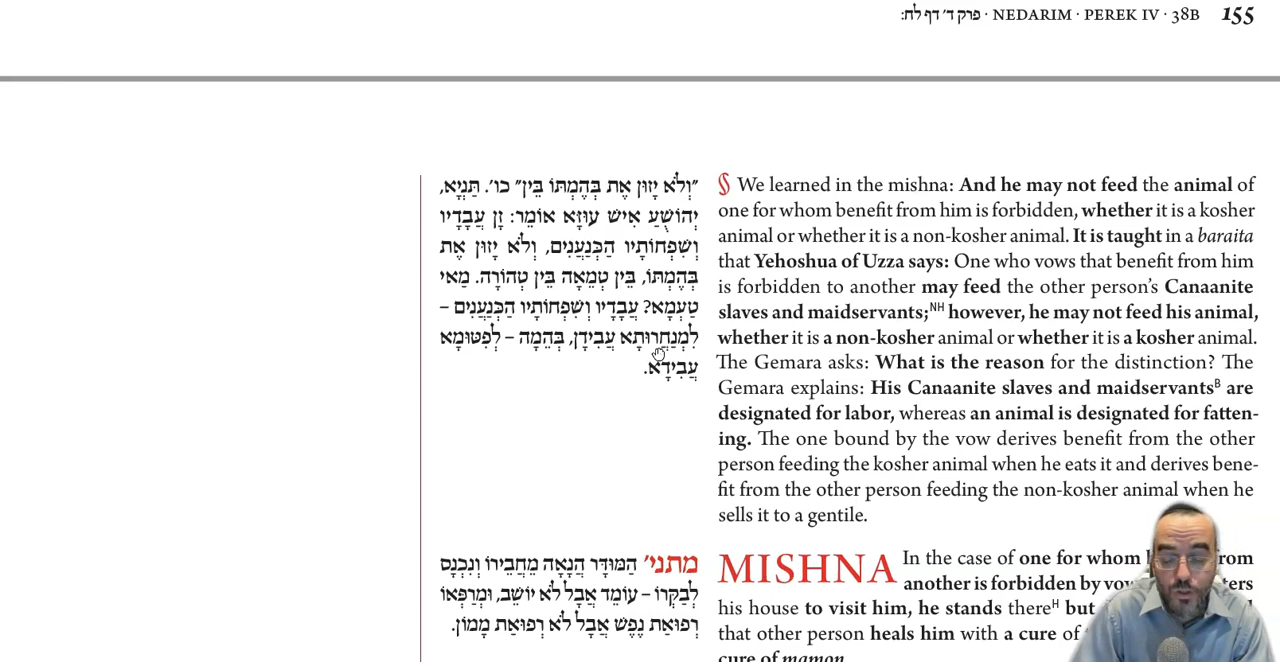 פרק ד׳ דף לח: · NEDARIM · PEREK IV · 38B 155
״וְלֹא יָזוּן אֶת בְּהֶמְתּוֹ בֵּין״ כו׳. תַּנְיָא,
יְהוֹשֻׁעַ אִישׁ עוּזָּא אוֹמֵר: זָן עֲבָדָיו
וְשִׁפְחוֹתָיו הַכְּנַעֲנִים, וְלֹא יָזוּן אֶת
בְּהֶמְתּוֹ, בֵּין טְמֵאָה בֵּין טְהוֹרָה. מַאי
טַעְמָא? עֲבָדָיו וְשִׁפְחוֹתָיו הַכְּנַעֲנִים –
לִמְנַחֲרוּתָא עֲבִידָן, בְּהֵמָה – לְפִטּוּמָא
עֲבִידָא.
§ We learned in the mishna: And he may not feed the animal of
one for whom benefit from him is forbidden, whether it is a kosher
animal or whether it is a non-kosher animal. It is taught in a baraita
that Yehoshua of Uzza says: One who vows that benefit from him
is forbidden to another may feed the other person's Canaanite
slaves and maidservants;NH however, he may not feed his animal,
whether it is a non-kosher animal or whether it is a kosher animal.
The Gemara asks: What is the reason for the distinction? The
Gemara explains: His Canaanite slaves and maidservantsB are
designated for labor, whereas an animal is designated for fatten-
ing. The one bound by the vow derives benefit from the other
person feeding the kosher animal when he eats it and derives bene-
fit from the other person feeding the non-kosher animal when he
sells it to a gentile.
מתני׳ הַמּוּדָּר הֲנָאָה מֵחֲבֵירוֹ וְנִכְנָס
לְבַקְּרוֹ – עוֹמֵד אֲבָל לֹא יוֹשֵׁב, וּמְרַפְּאוֹ
רְפוּאַת נֶפֶשׁ אֲבָל לֹא רְפוּאַת מָמוֹן.
MISHNA In the case of one for whom from
another is forbidden by
his house to visit him, he stands thereH but
that other person heals him with a cure of
cure of mamon